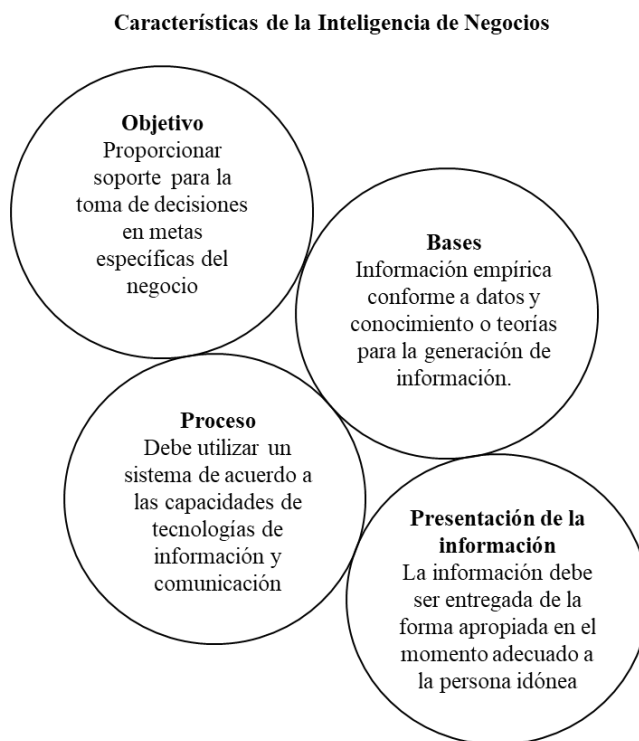 Características de la Inteligencia de Negocios
Objetivo
Proporcionar
soporte para la
toma de decisiones
en metas
específicas del
negocio
Bases
Información empírica
conforme a datos y
conocimiento o teorías
para la generación de
información.
Proceso
Debe utilizar un
sistema de acuerdo a
las capacidades de
tecnologías de
información y
comunicación
Presentación de la
información
La información debe
ser entregada de la
forma apropiada en el
momento adecuado a
la persona idónea